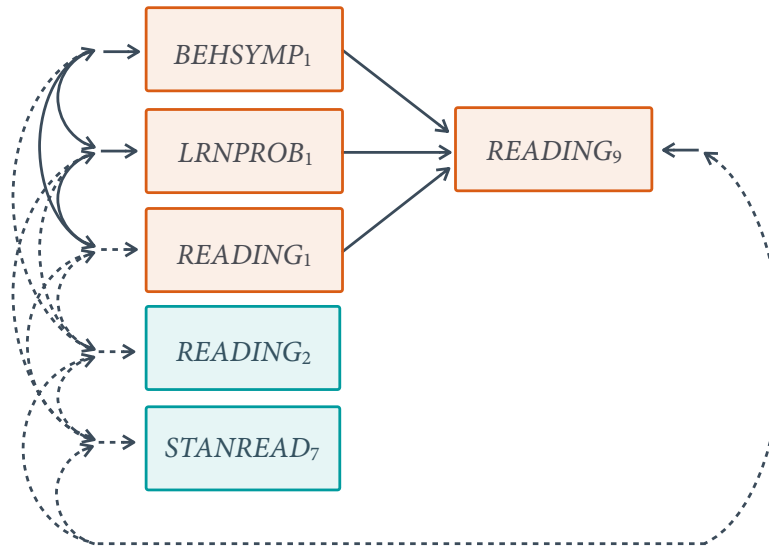 BEHSYMP₁
LRNPROB₁
READING₉
READING₁
READING₂
STANREAD₇